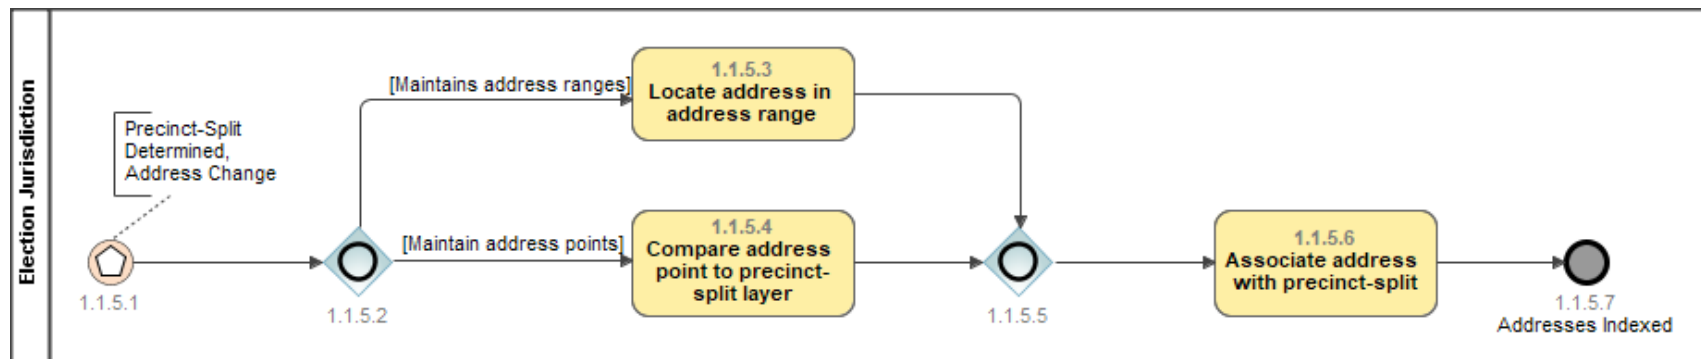 Election Jurisdiction
Precinct-Split
Determined,
Address Change
1.1.5.1
1.1.5.2
[Maintains address ranges]
1.1.5.3
Locate address in
address range
[Maintain address points]
1.1.5.4
Compare address
point to precinct-
split layer
1.1.5.5
1.1.5.6
Associate address
with precinct-split
1.1.5.7
Addresses Indexed